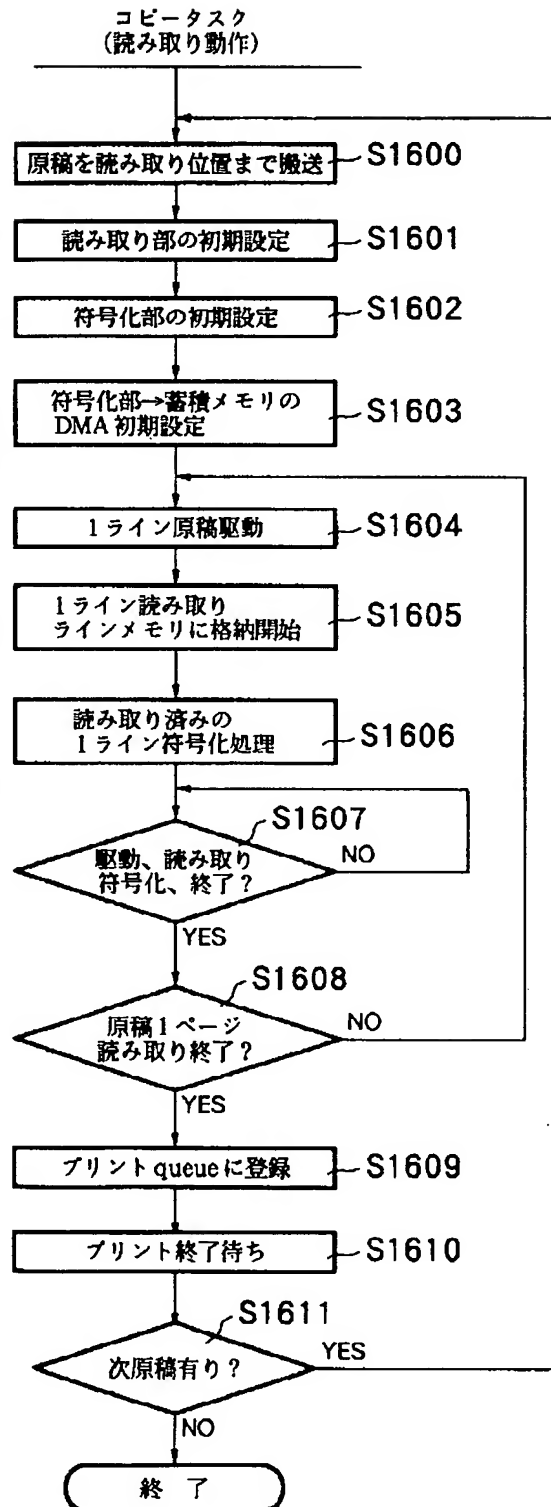 コピータスク
(読み取り動作)
原稿を読み取り位置まで搬送
S1600
読み取り部の初期設定
S1601
符号化部の初期設定
S1602
符号化部→蓄積メモリの
DMA初期設定
S1603
1ライン原稿駆動
S1604
1ライン読み取り
ラインメモリに格納開始
S1605
読み取り済みの
1ライン符号化処理
S1606
S1607
駆動、読み取り
符号化、終了?
NO
YES
S1608
原稿1ページ
読み取り終了?
NO
YES
プリントqueueに登録
S1609
プリント終了待ち
S1610
S1611
次原稿有り?
YES
NO
終了